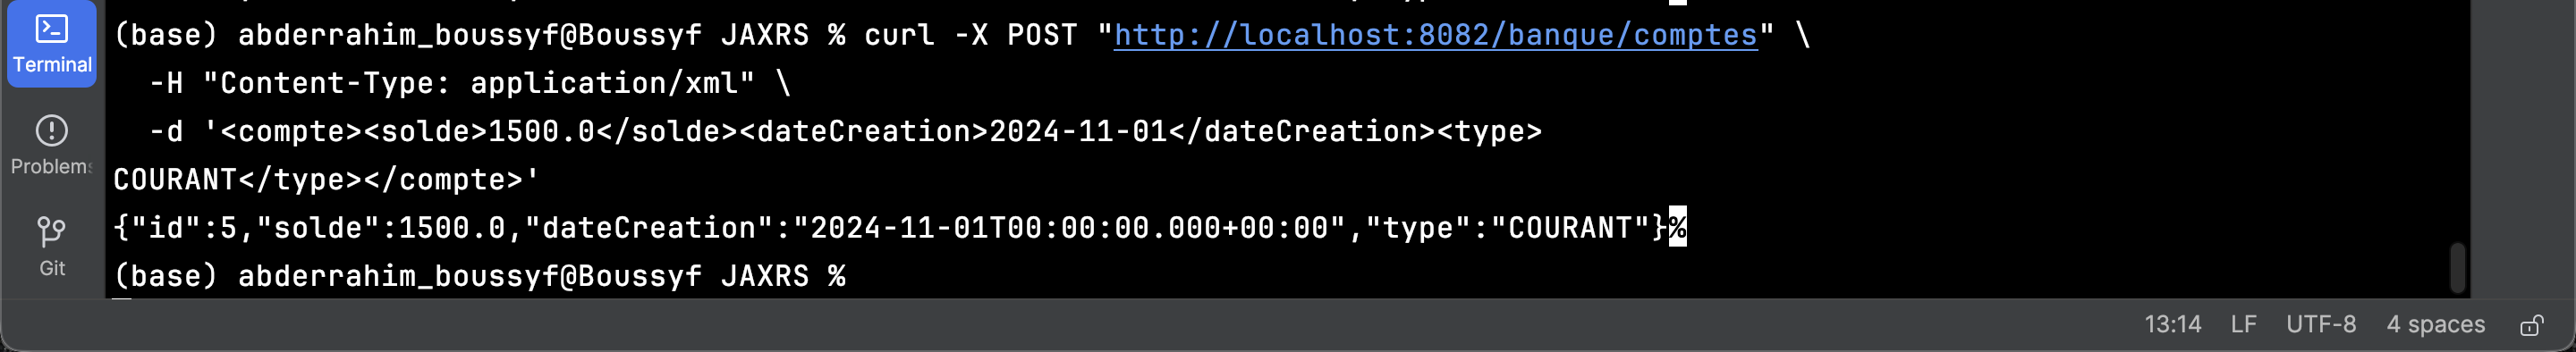 (base) abderrahim_boussyf@Boussyf JAXRS % curl -X POST "http://localhost:8082/banque/comptes" \
-H "Content-Type: application/xml" \
-d '<compte><solde>1500.0</solde><dateCreation>2024-11-01</dateCreation><type>
COURANT</type></compte>'
{"id":5,"solde":1500.0,"dateCreation":"2024-11-01T00:00:00.000+00:00","type":"COURANT"}%
(base) abderrahim_boussyf@Boussyf JAXRS %
Terminal
Problems
Git
13:14 LF UTF-8 4 spaces